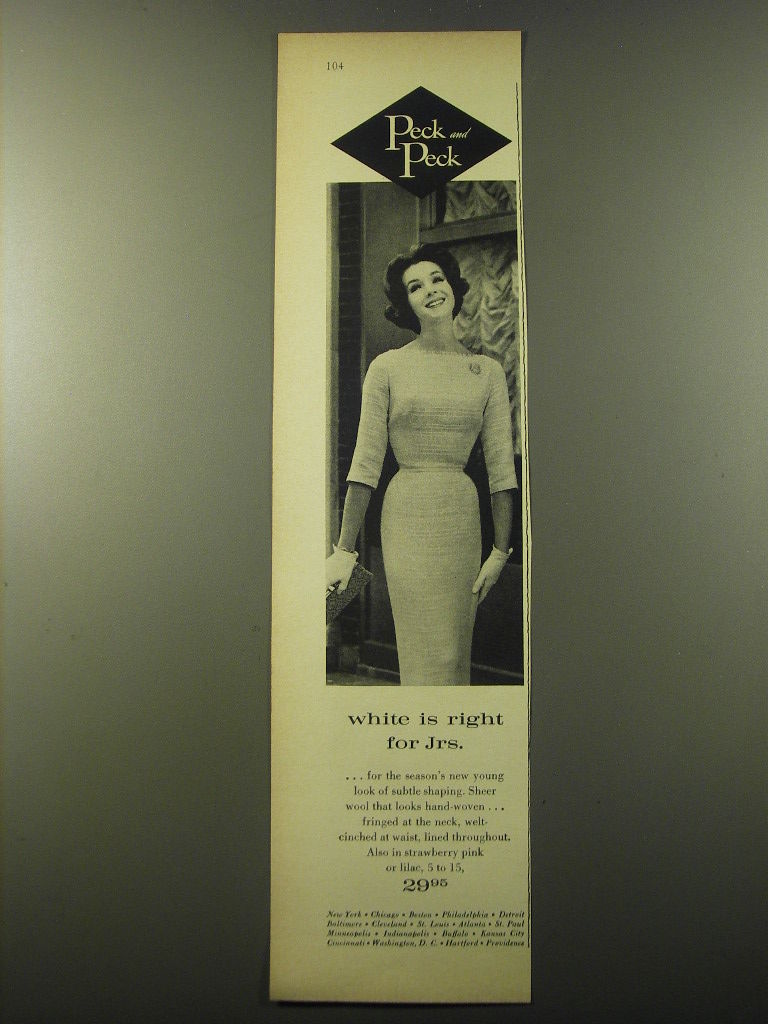 104
Peck and
Peck
white is right
for Jrs.
. . . for the season's new young
look of subtle shaping. Sheer
wool that looks hand-woven . . .
fringed at the neck, welt-
cinched at waist, lined throughout.
Also in strawberry pink
or lilac, 5 to 15,
29 95
New York • Chicago • Boston • Philadelphia • Detroit
Baltimore • Cleveland • St. Louis • Atlanta • St. Paul
Minneapolis • Indianapolis • Buffalo • Kansas City
Cincinnati • Washington, D. C. • Hartford • Providence